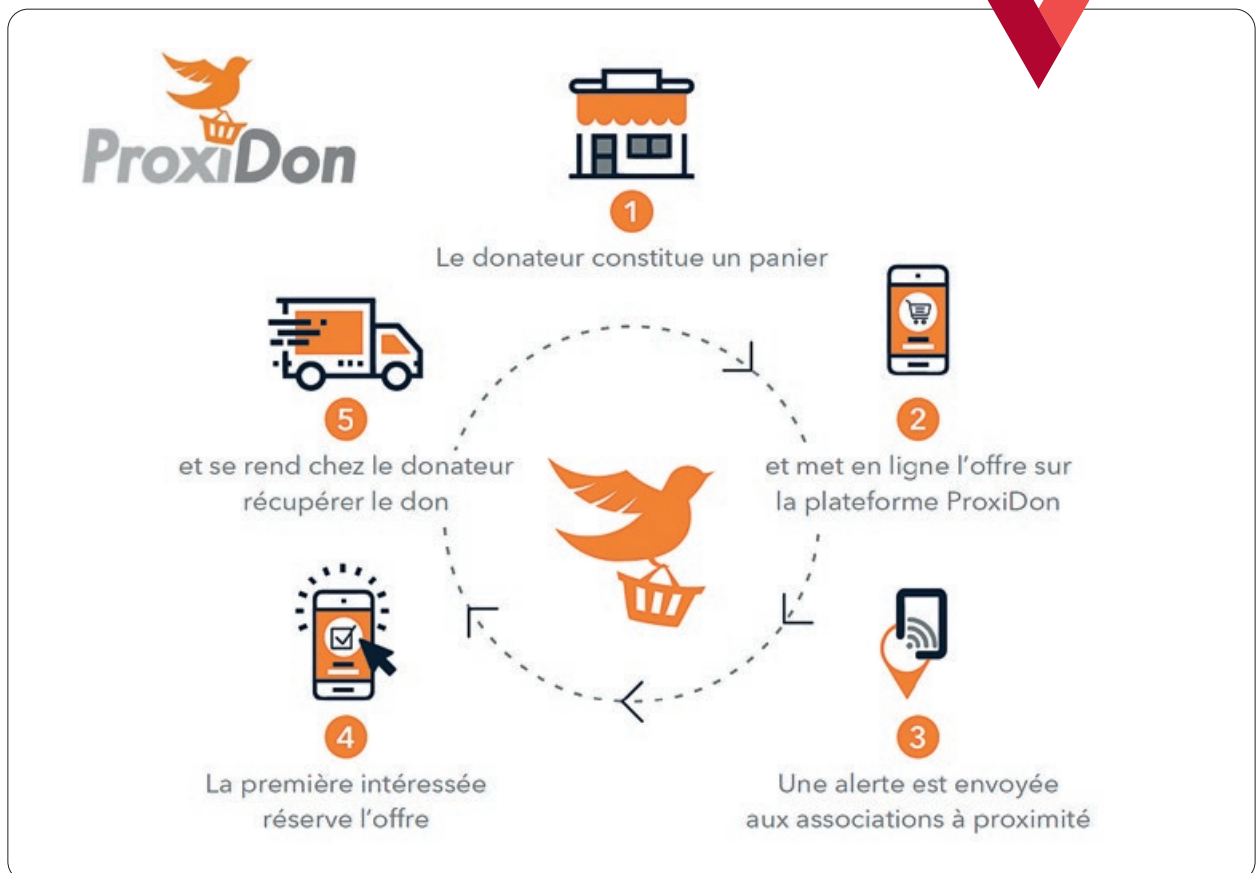 ProxiDon
1
Le donateur constitue un panier
2
et met en ligne l'offre sur
la plateforme ProxiDon
3
Une alerte est envoyée
aux associations à proximité
4
La première intéressée
réserve l'offre
5
et se rend chez le donateur
récupérer le don